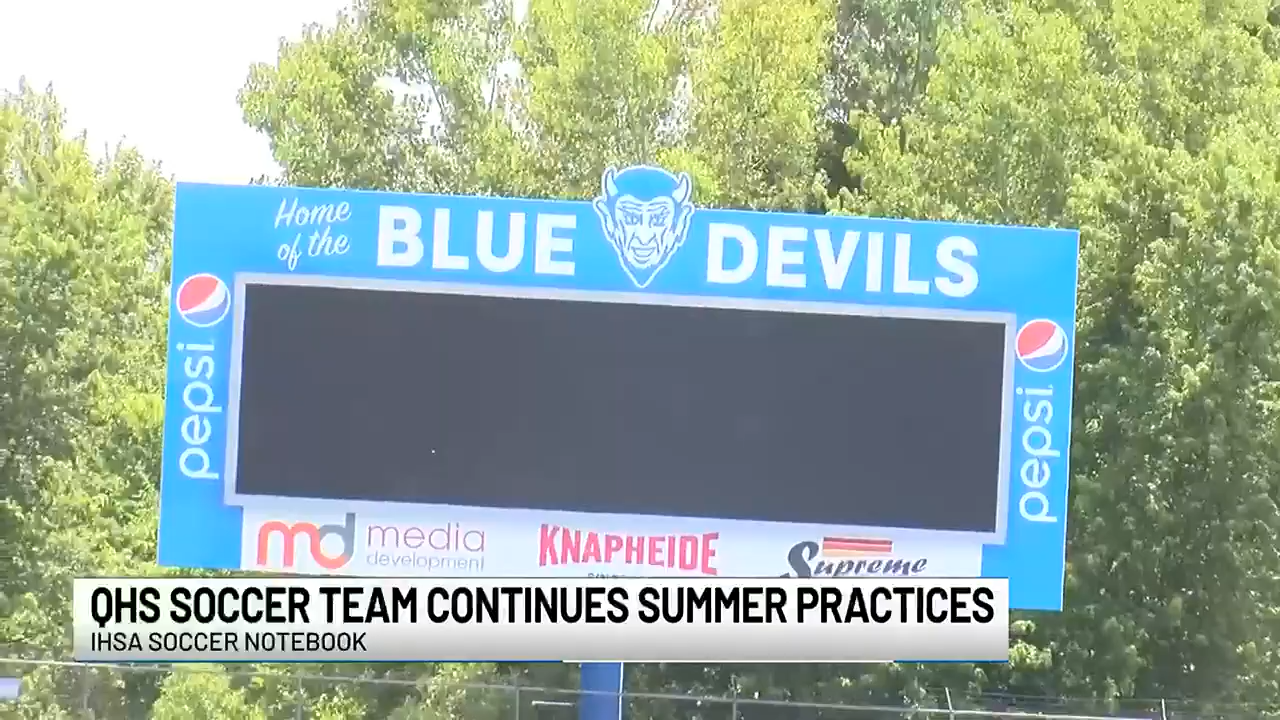 Home
of the
BLUE DEVILS
pepsi
pepsi
md media
development
KNAPHEIDE
Supreme
QHS SOCCER TEAM CONTINUES SUMMER PRACTICES
IHSA SOCCER NOTEBOOK